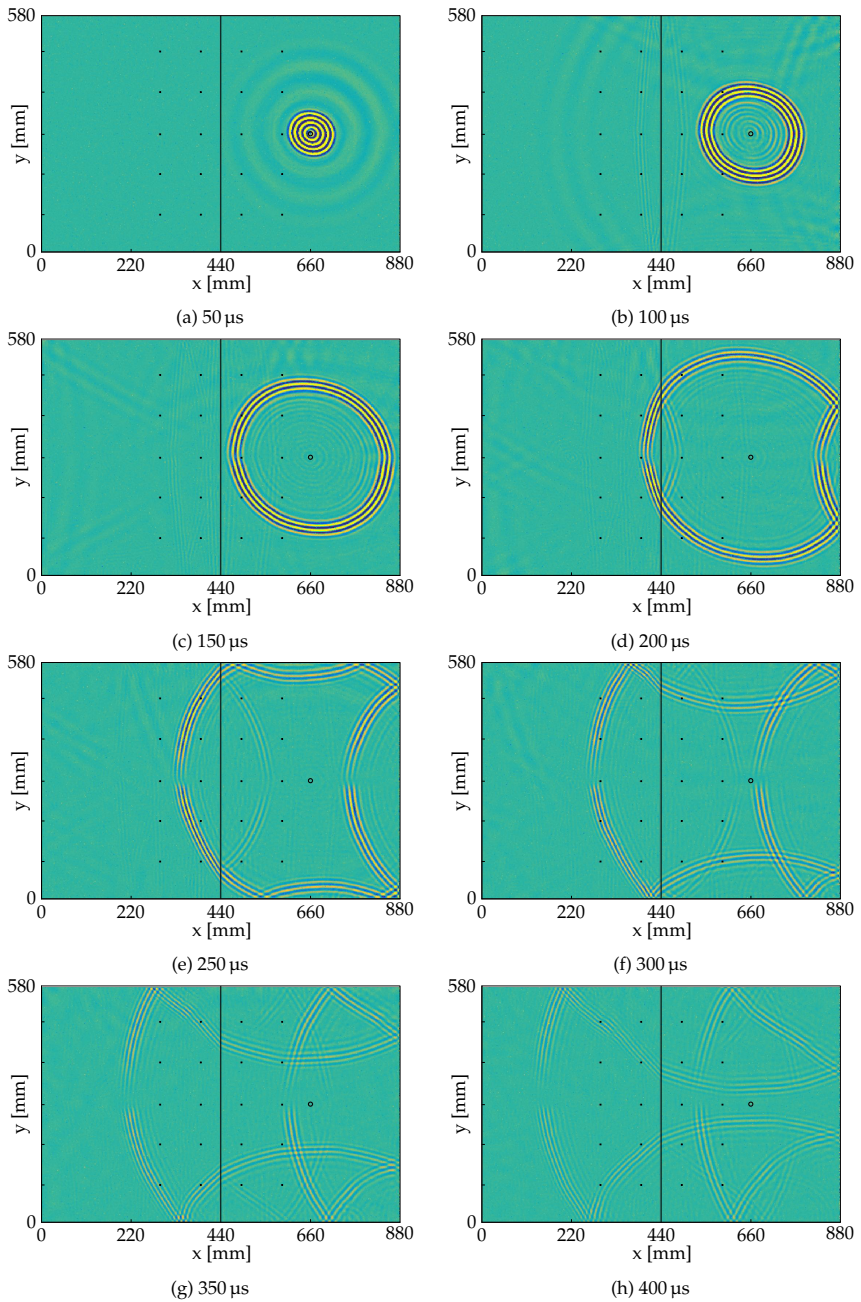 580 580
y [mm] y [mm]
0 0
0 220 440 660 880 0 220 440 660 880
x [mm] x [mm]
(a) 50 µs (b) 100 µs
580 580
y [mm] y [mm]
0 0
0 220 440 660 880 0 220 440 660 880
x [mm] x [mm]
(c) 150 µs (d) 200 µs
580 580
y [mm] y [mm]
0 0
0 220 440 660 880 0 220 440 660 880
x [mm] x [mm]
(e) 250 µs (f) 300 µs
580 580
y [mm] y [mm]
0 0
0 220 440 660 880 0 220 440 660 880
x [mm] x [mm]
(g) 350 µs (h) 400 µs